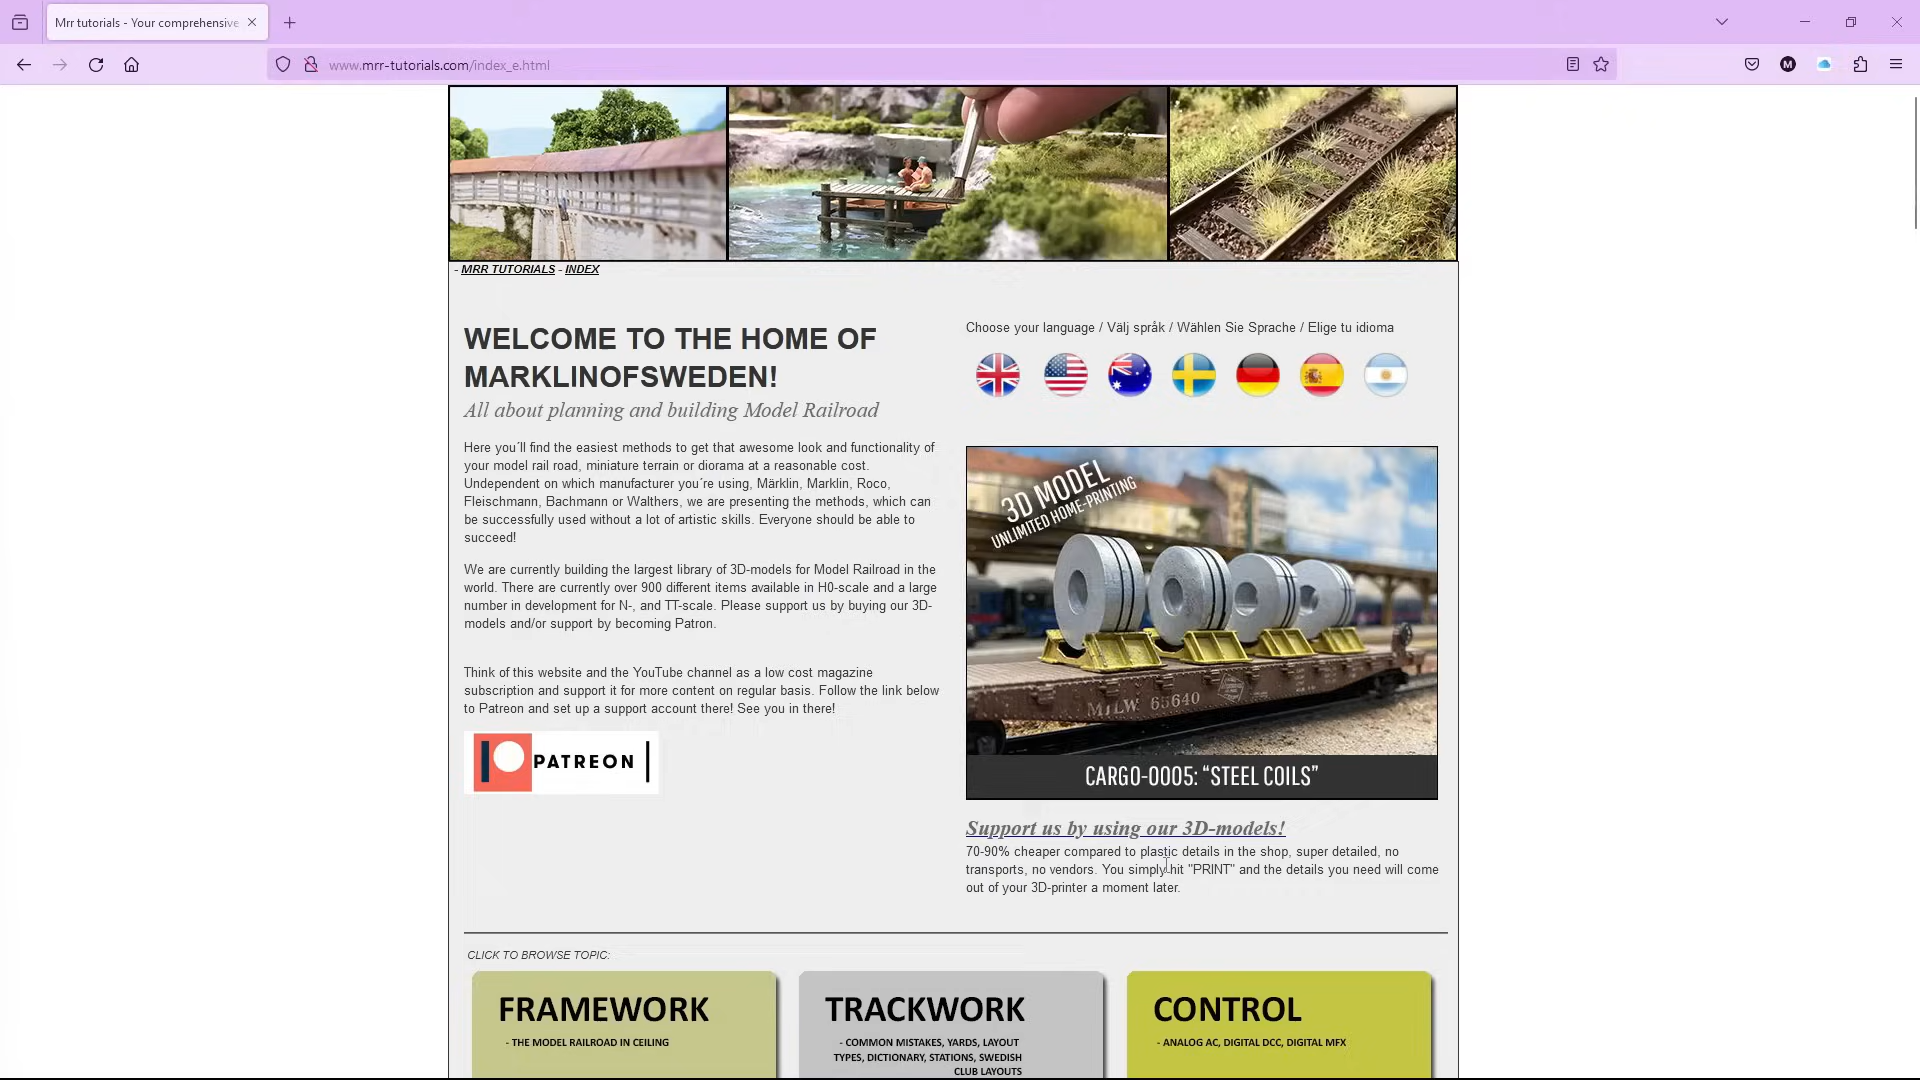 Mrr tutorials - Your comprehensive
www.mrr-tutorials.com/index_e.html
M
- MRR TUTORIALS - INDEX
WELCOME TO THE HOME OF
MARKLINOFSWEDEN!
All about planning and building Model Railroad
Here you´ll find the easiest methods to get that awesome look and functionality of
your model rail road, miniature terrain or diorama at a reasonable cost.
Undependent on which manufacturer you´re using, Märklin, Marklin, Roco,
Fleischmann, Bachmann or Walthers, we are presenting the methods, which can
be successfully used without a lot of artistic skills. Everyone should be able to
succeed!
We are currently building the largest library of 3D-models for Model Railroad in the
world. There are currently over 900 different items available in H0-scale and a large
number in development for N-, and TT-scale. Please support us by buying our 3D-
models and/or support by becoming Patron.
Think of this website and the YouTube channel as a low cost magazine
subscription and support it for more content on regular basis. Follow the link below
to Patreon and set up a support account there! See you in there!
PATREON
Choose your language / Välj språk / Wählen Sie Sprache / Elige tu idioma
3D MODEL
UNLIMITED HOME-PRINTING
MILW 65640
CARGO-0005: “STEEL COILS”
Support us by using our 3D-models!
70-90% cheaper compared to plastic details in the shop, super detailed, no
transports, no vendors. You simply hit "PRINT" and the details you need will come
out of your 3D-printer a moment later.
CLICK TO BROWSE TOPIC:
FRAMEWORK
- THE MODEL RAILROAD IN CEILING
TRACKWORK
- COMMON MISTAKES, YARDS, LAYOUT
TYPES, DICTIONARY, STATIONS, SWEDISH
CLUB LAYOUTS
CONTROL
- ANALOG AC, DIGITAL DCC, DIGITAL MFX